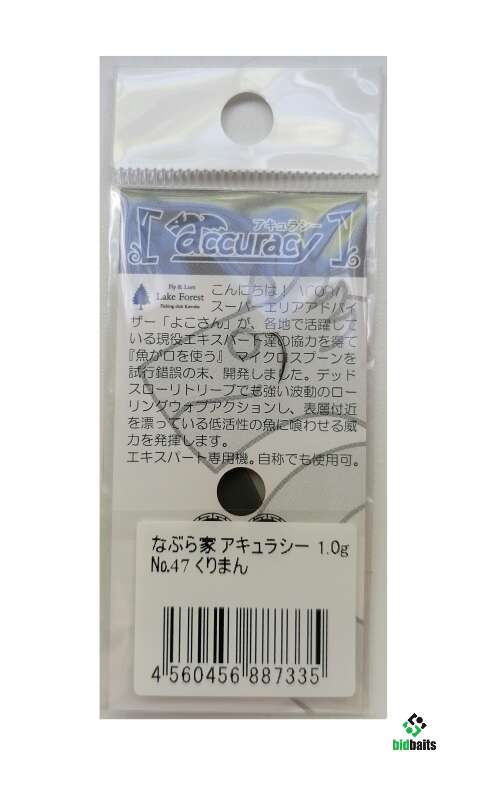 アキュラシー
accuracy
Fly & Lure
Lake Forest
Fishing club Kawaba
こんにちは！ \(^O^)/
スーパーエリアアドバイ
ザー「よこさん」が、各地で活躍して
いる現役エキスパート達の協力を得て
『魚が口を使う』 マイクロスプーンを
試行錯誤の末、開発しました。デッド
スローリトリーブでも強い波動のロー
リングウォブアクションし、表層付近
を漂っている低活性の魚に喰わせる威
力を発揮します。
エキスパート専用機。自称でも使用可。
なぶら家 アキュラシー 1.0g
No.47 くりまん
4 560456 887335
bidbaits